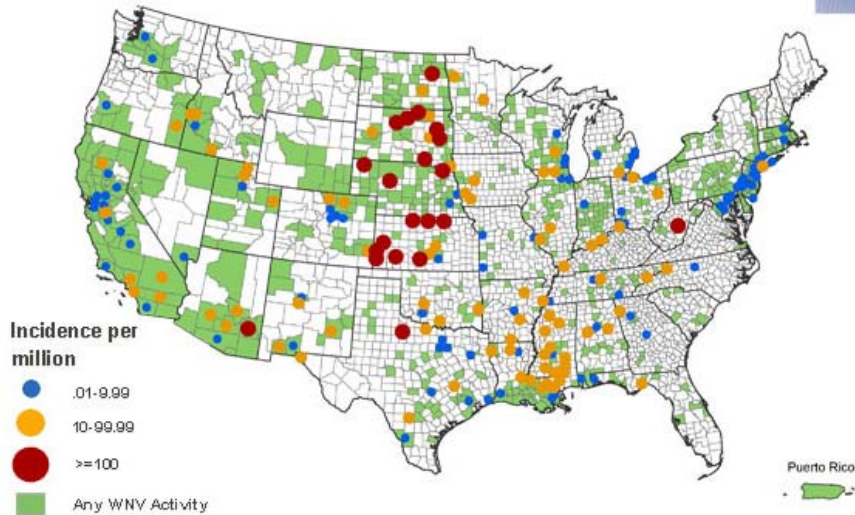 Incidence per
million
.01-9.99
10-99.99
>=100
Any WNV Activity
Puerto Rico